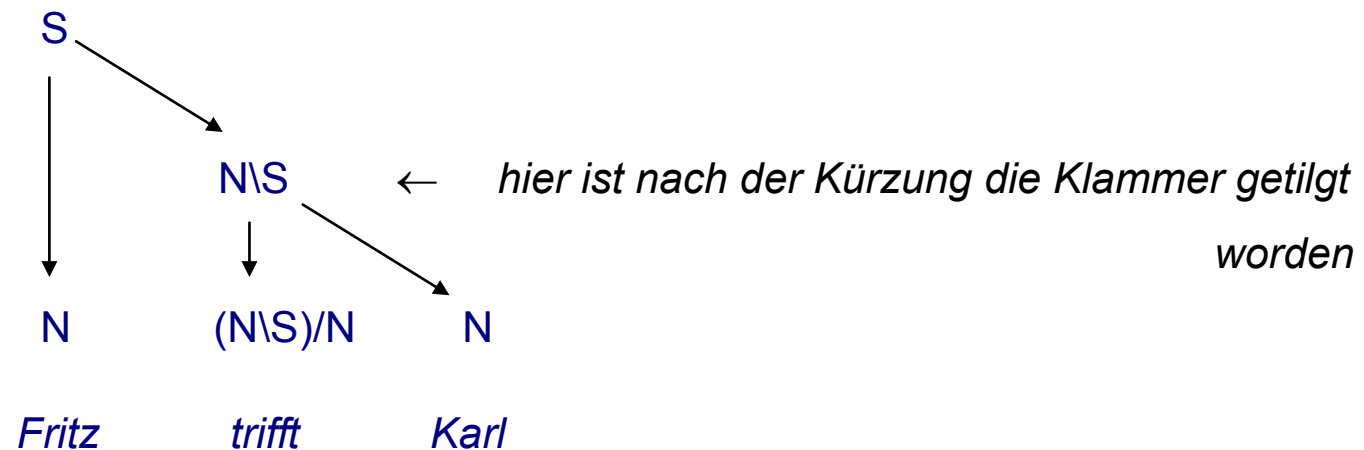 S
N\S ← hier ist nach der Kürzung die Klammer getilgt
worden
N (N\S)/N N
Fritz trifft Karl